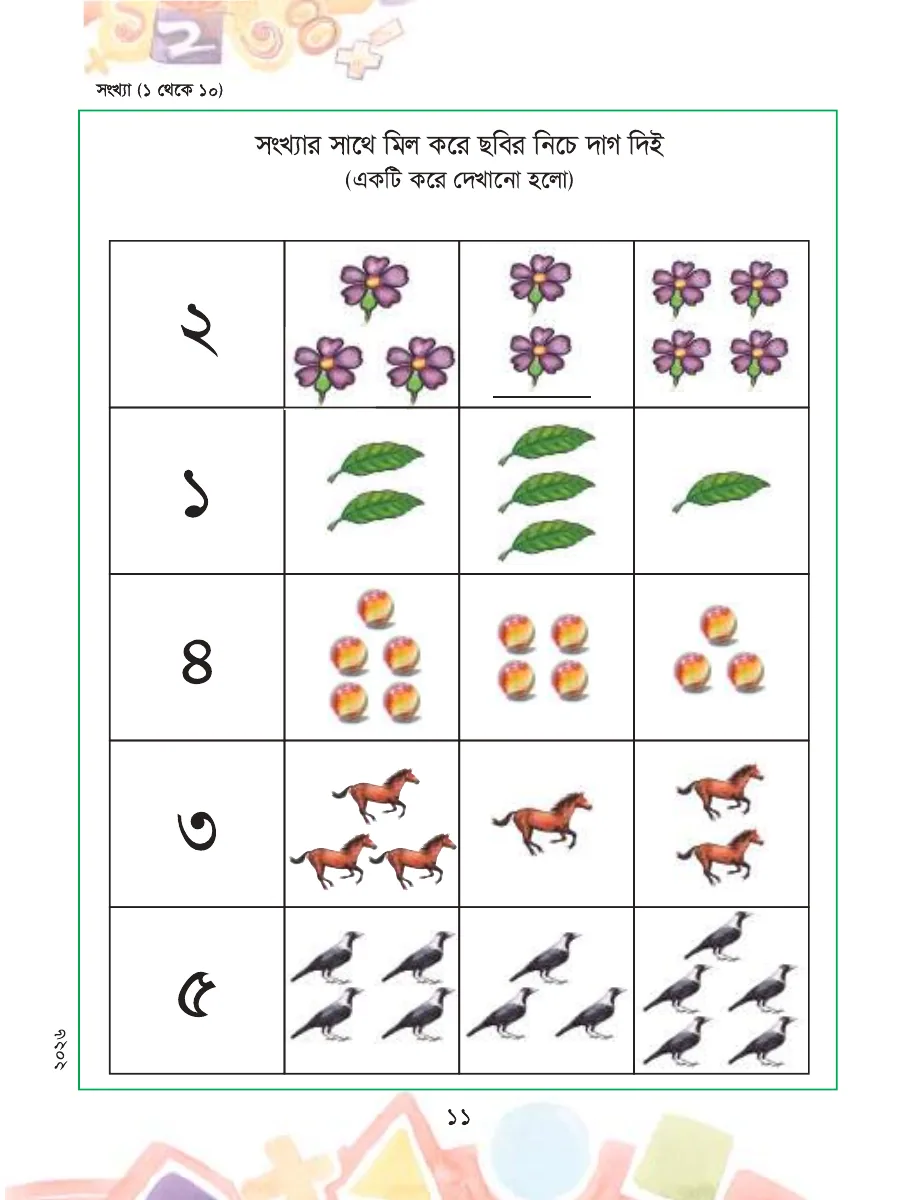 সংখ্যা (১ থেকে ১০)
সংখ্যার সাথে মিল করে ছবির নিচে দাগ দিই
(একটি করে দেখানো হলো)
২
১
৪
৩
৫
২০২৬
১১